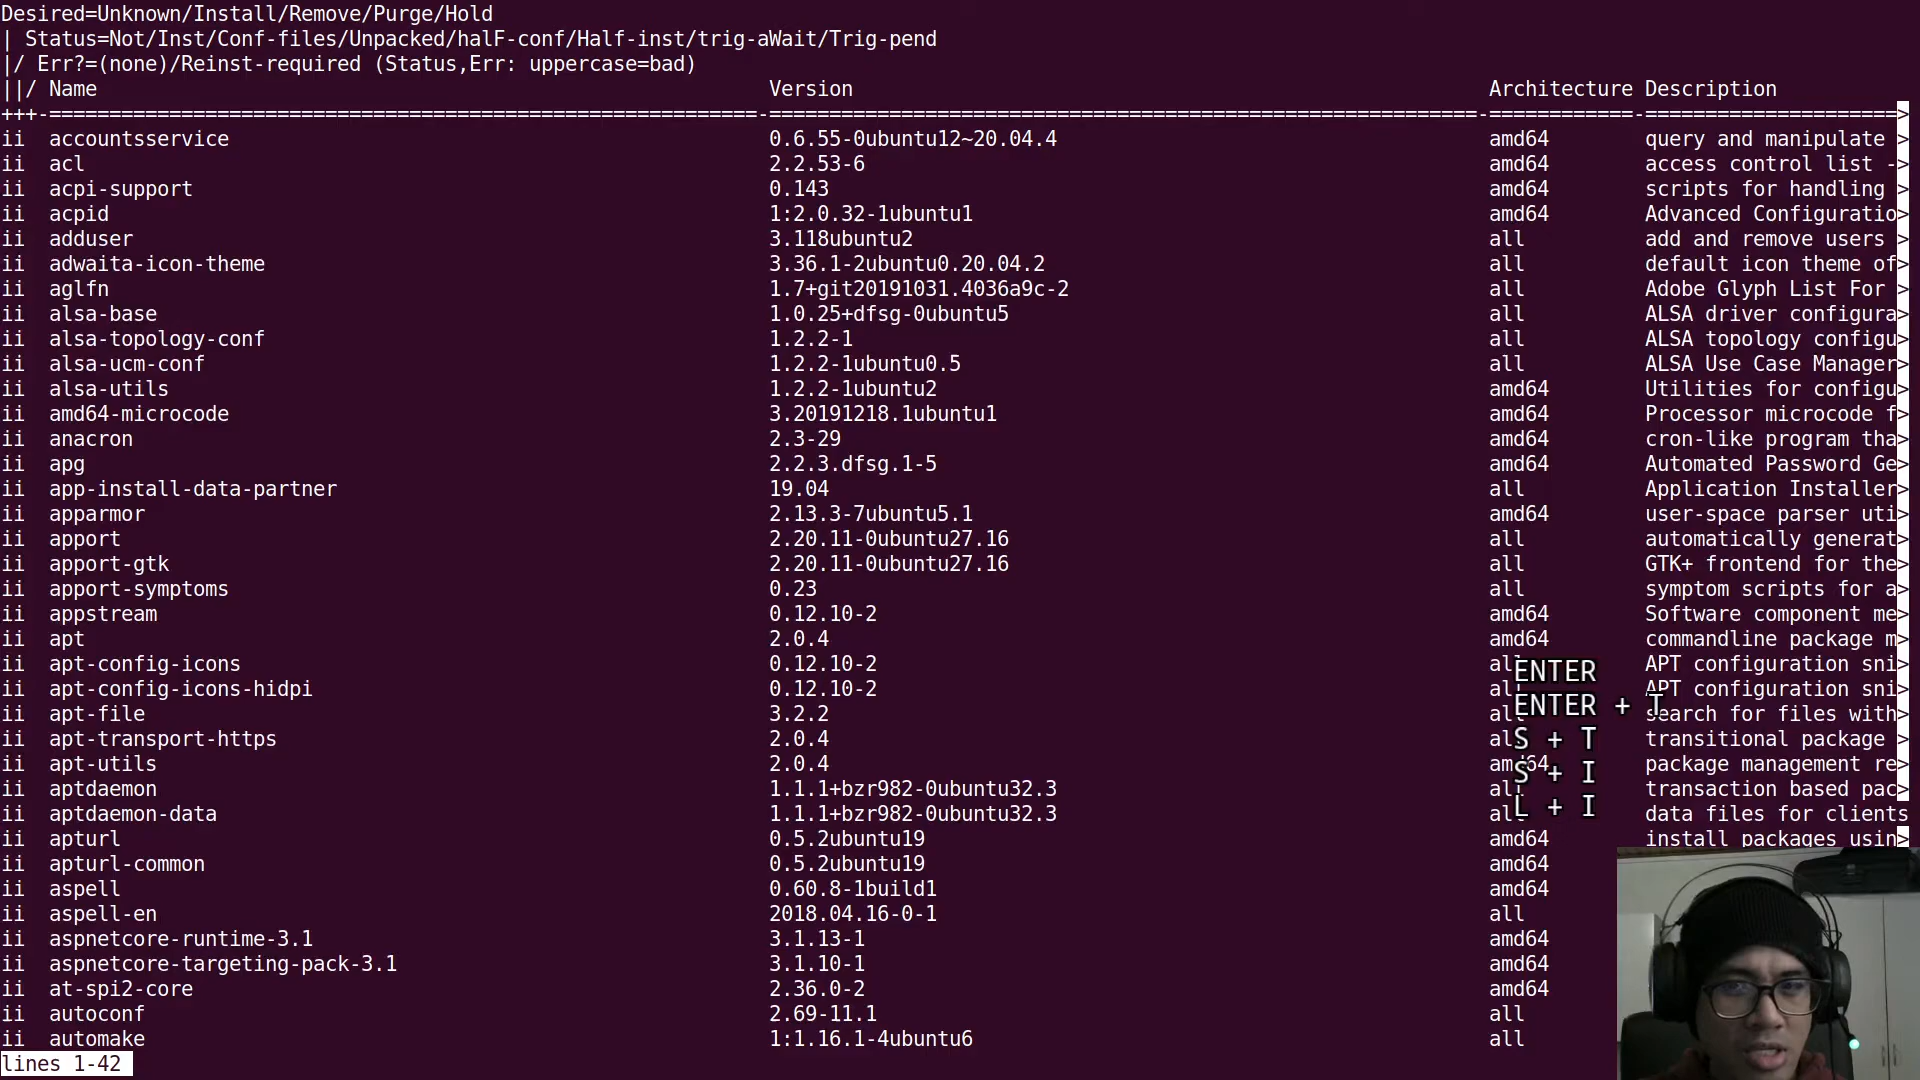 Desired=Unknown/Install/Remove/Purge/Hold
| Status=Not/Inst/Conf-files/Unpacked/halF-conf/Half-inst/trig-aWait/Trig-pend
|/ Err?=(none)/Reinst-required (Status,Err: uppercase=bad)
||/ Name Version Architecture Description
+++-===========================================================-===========================================================-============-=====================>
ii accountsservice 0.6.55-0ubuntu12~20.04.4 amd64 query and manipulate >
ii acl 2.2.53-6 amd64 access control list ->
ii acpi-support 0.143 amd64 scripts for handling >
ii acpid 1:2.0.32-1ubuntu1 amd64 Advanced Configuratio>
ii adduser 3.118ubuntu2 all add and remove users >
ii adwaita-icon-theme 3.36.1-2ubuntu0.20.04.2 all default icon theme of>
ii aglfn 1.7+git20191031.4036a9c-2 all Adobe Glyph List For >
ii alsa-base 1.0.25+dfsg-0ubuntu5 all ALSA driver configura>
ii alsa-topology-conf 1.2.2-1 all ALSA topology configu>
ii alsa-ucm-conf 1.2.2-1ubuntu0.5 all ALSA Use Case Manager>
ii alsa-utils 1.2.2-1ubuntu2 amd64 Utilities for configu>
ii amd64-microcode 3.20191218.1ubuntu1 amd64 Processor microcode f>
ii anacron 2.3-29 amd64 cron-like program tha>
ii apg 2.2.3.dfsg.1-5 amd64 Automated Password Ge>
ii app-install-data-partner 19.04 all Application Installer>
ii apparmor 2.13.3-7ubuntu5.1 amd64 user-space parser uti>
ii apport 2.20.11-0ubuntu27.16 all automatically generat>
ii apport-gtk 2.20.11-0ubuntu27.16 all GTK+ frontend for the>
ii apport-symptoms 0.23 all symptom scripts for a>
ii appstream 0.12.10-2 amd64 Software component me>
ii apt 2.0.4 amd64 commandline package m>
ii apt-config-icons 0.12.10-2 all APT configuration sni>
ENTER
ii apt-config-icons-hidpi 0.12.10-2 all APT configuration sni>
ENTER + T
ii apt-file 3.2.2 all search for files with>
ii apt-transport-https 2.0.4 all transitional package >
S + T
ii apt-utils 2.0.4 amd64 package management re>
S + I
ii aptdaemon 1.1.1+bzr982-0ubuntu32.3 all transaction based pac>
L + I
ii aptdaemon-data 1.1.1+bzr982-0ubuntu32.3 all data files for clients
ii apturl 0.5.2ubuntu19 amd64 install packages usin>
ii apturl-common 0.5.2ubuntu19 amd64
ii aspell 0.60.8-1build1 amd64
ii aspell-en 2018.04.16-0-1 all
ii aspnetcore-runtime-3.1 3.1.13-1 amd64
ii aspnetcore-targeting-pack-3.1 3.1.10-1 amd64
ii at-spi2-core 2.36.0-2 amd64
ii autoconf 2.69-11.1 all
ii automake 1:1.16.1-4ubuntu6 all
lines 1-42